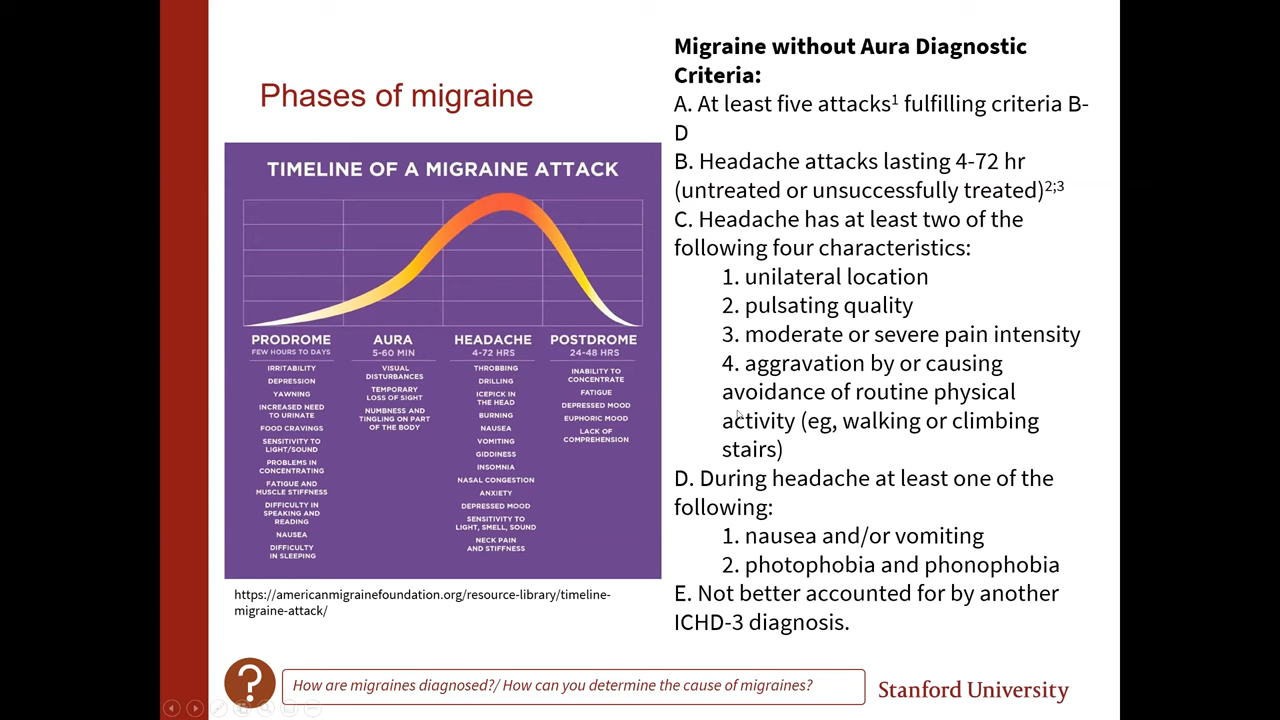 Phases of migraine
TIMELINE OF A MIGRAINE ATTACK
PRODROME
FEW HOURS TO DAYS
IRRITABILITY
DEPRESSION
YAWNING
INCREASED NEED
TO URINATE
FOOD CRAVINGS
SENSITIVITY TO
LIGHT/SOUND
PROBLEMS IN
CONCENTRATING
FATIGUE AND
MUSCLE STIFFNESS
DIFFICULTY IN
SPEAKING AND
READING
NAUSEA
DIFFICULTY
IN SLEEPING
AURA
5-60 MIN
VISUAL
DISTURBANCES
TEMPORARY
LOSS OF SIGHT
NUMBNESS AND
TINGLING ON PART
OF THE BODY
HEADACHE
4-72 HRS
THROBBING
DRILLING
ICEPICK IN
THE HEAD
BURNING
NAUSEA
VOMITING
GIDDINESS
INSOMNIA
NASAL CONGESTION
ANXIETY
DEPRESSED MOOD
SENSITIVITY TO
LIGHT, SMELL, SOUND
NECK PAIN
AND STIFFNESS
POSTDROME
24-48 HRS
INABILITY TO
CONCENTRATE
FATIGUE
DEPRESSED MOOD
EUPHORIC MOOD
LACK OF
COMPREHENSION
https://americanmigrainefoundation.org/resource-library/timeline-
migraine-attack/
Migraine without Aura Diagnostic
Criteria:
A. At least five attacks¹ fulfilling criteria B-
D
B. Headache attacks lasting 4-72 hr
(untreated or unsuccessfully treated)²;³
C. Headache has at least two of the
following four characteristics:
1. unilateral location
2. pulsating quality
3. moderate or severe pain intensity
4. aggravation by or causing
avoidance of routine physical
activity (eg, walking or climbing
stairs)
D. During headache at least one of the
following:
1. nausea and/or vomiting
2. photophobia and phonophobia
E. Not better accounted for by another
ICHD-3 diagnosis.
?
How are migraines diagnosed?/ How can you determine the cause of migraines?
Stanford University